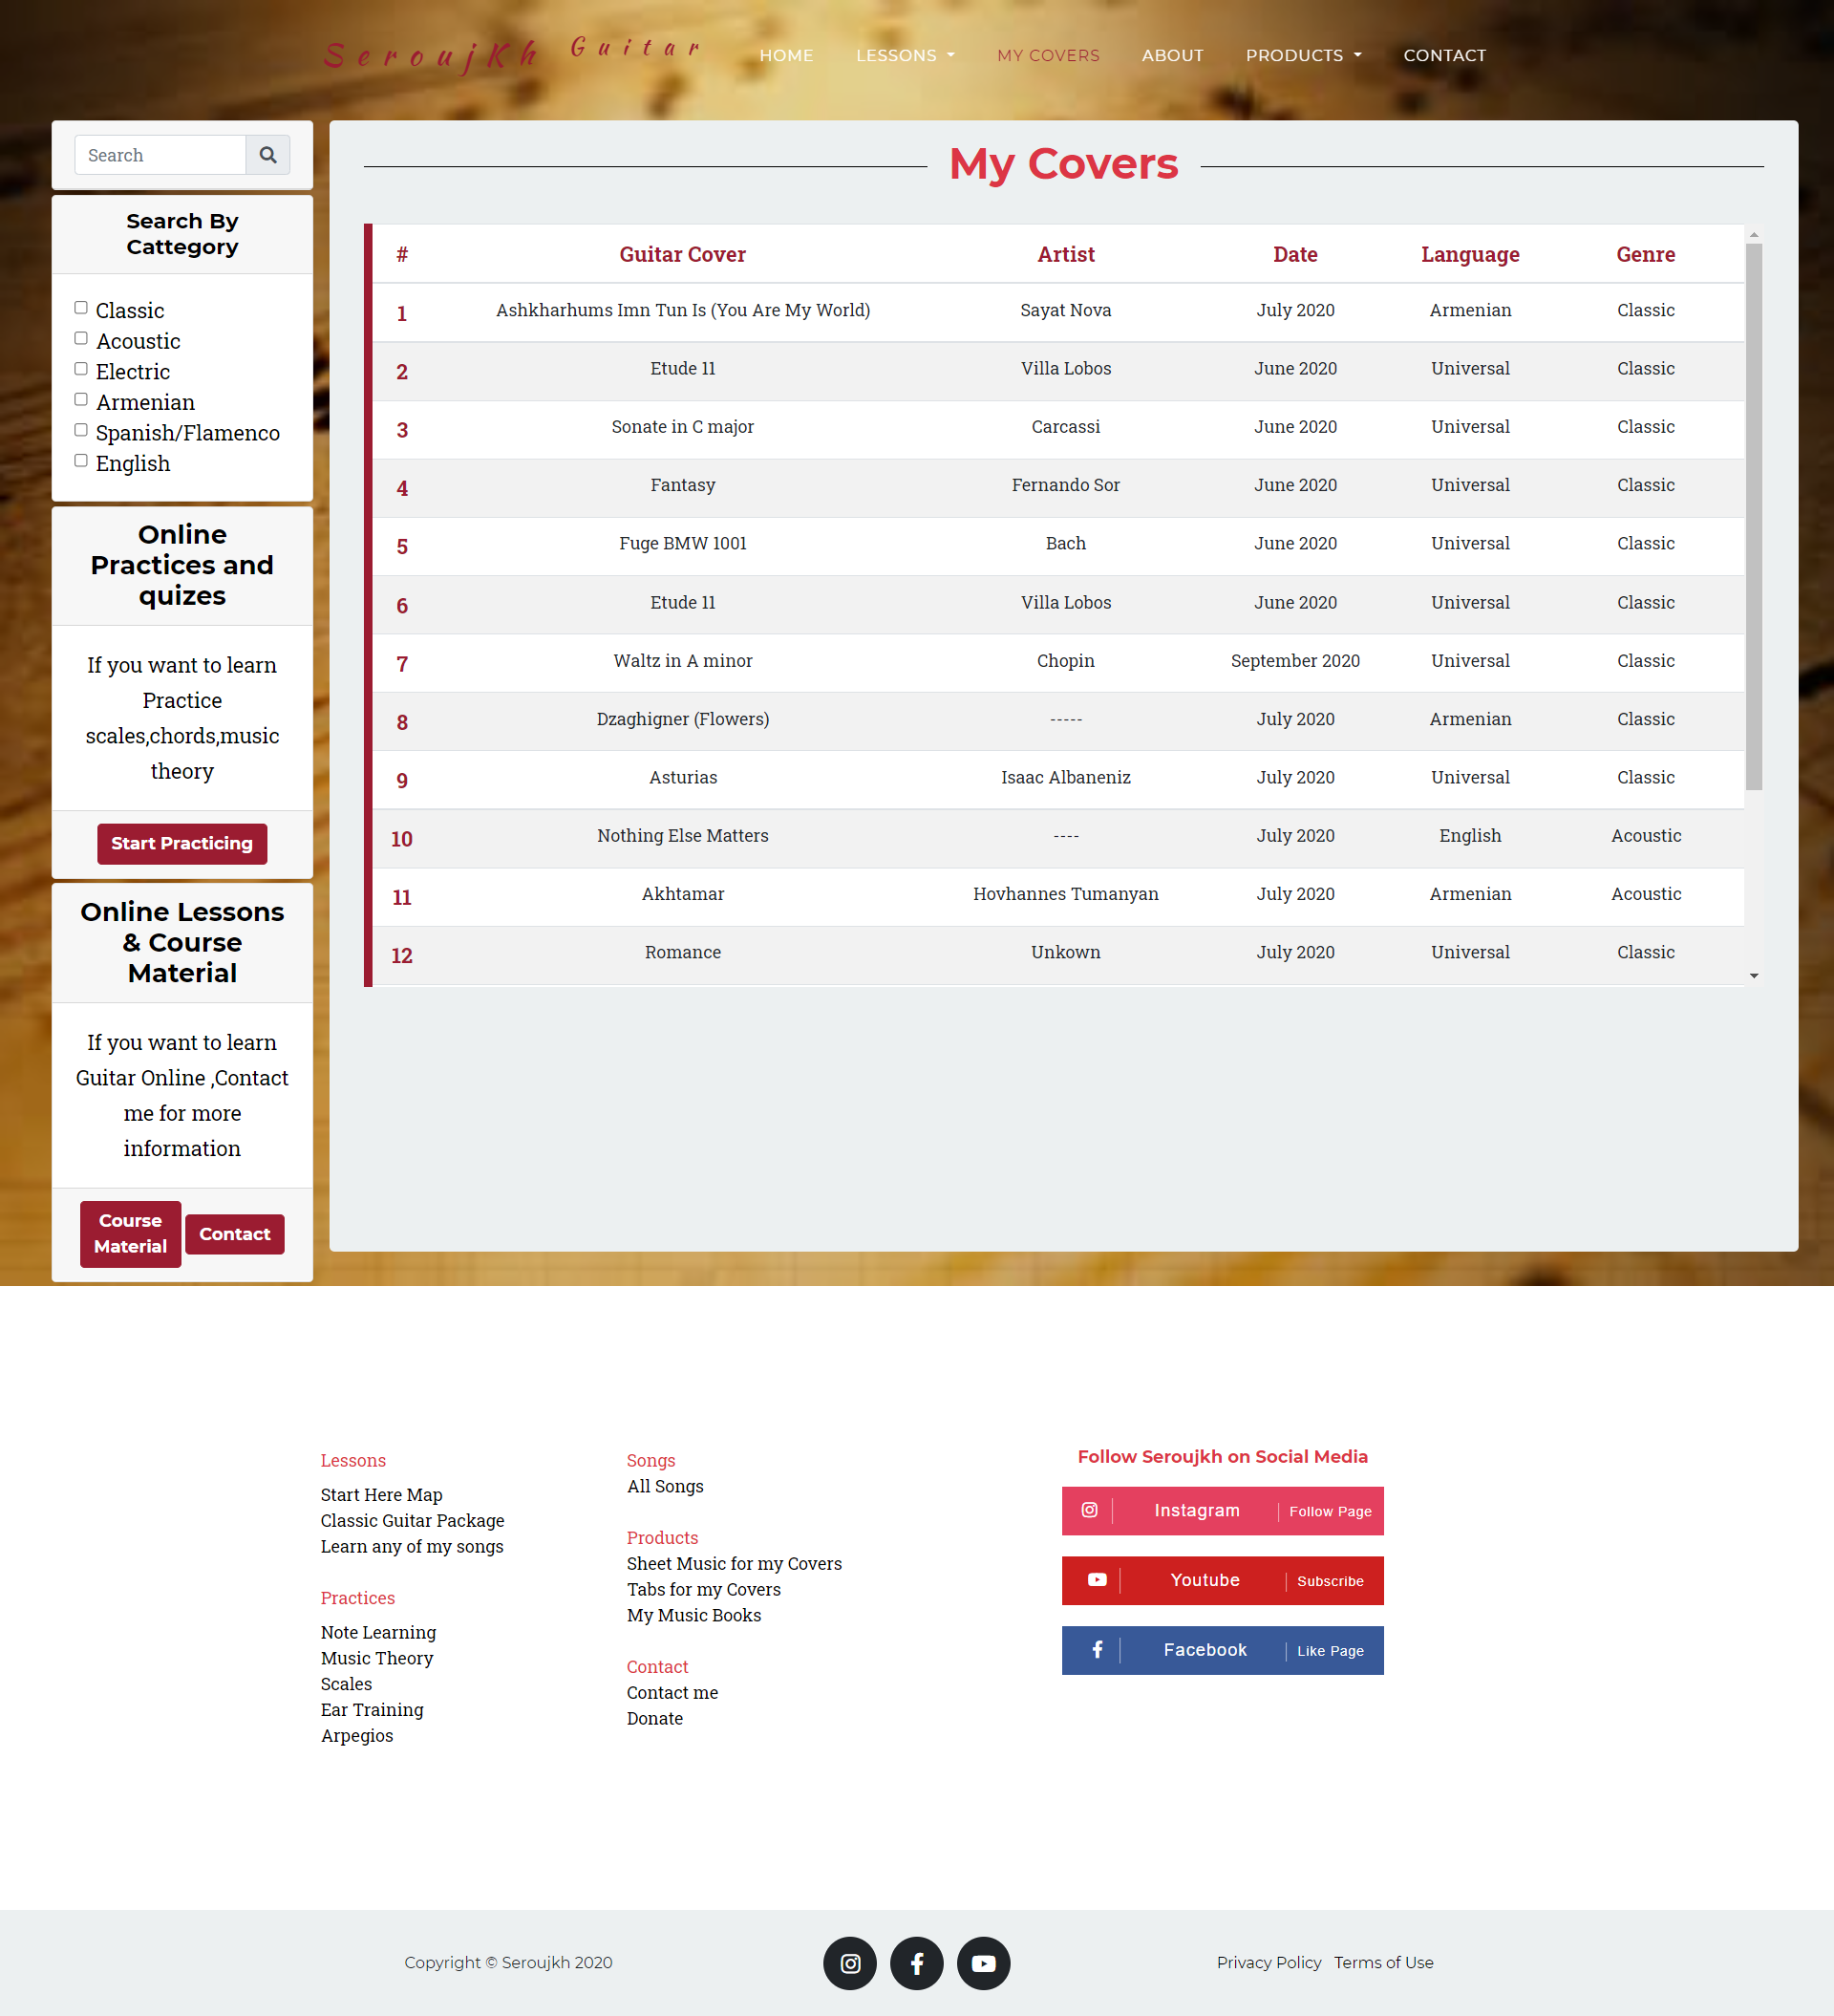 SeroujKh Guitar
HOME LESSONS MY COVERS ABOUT PRODUCTS CONTACT
Search
Search By
Cattegory
Classic
Acoustic
Electric
Armenian
Spanish/Flamenco
English
Online
Practices and
quizes
If you want to learn
Practice
scales,chords,music
theory
Start Practicing
Online Lessons
& Course
Material
If you want to learn
Guitar Online ,Contact
me for more
information
Course
Material
Contact
My Covers
# Guitar Cover Artist Date Language Genre
1 Ashkharhums Imn Tun Is (You Are My World) Sayat Nova July 2020 Armenian Classic
2 Etude 11 Villa Lobos June 2020 Universal Classic
3 Sonate in C major Carcassi June 2020 Universal Classic
4 Fantasy Fernando Sor June 2020 Universal Classic
5 Fuge BMW 1001 Bach June 2020 Universal Classic
6 Etude 11 Villa Lobos June 2020 Universal Classic
7 Waltz in A minor Chopin September 2020 Universal Classic
8 Dzaghigner (Flowers) ----- July 2020 Armenian Classic
9 Asturias Isaac Albaneniz July 2020 Universal Classic
10 Nothing Else Matters ---- July 2020 English Acoustic
11 Akhtamar Hovhannes Tumanyan July 2020 Armenian Acoustic
12 Romance Unkown July 2020 Universal Classic
Lessons
Start Here Map
Classic Guitar Package
Learn any of my songs
Practices
Note Learning
Music Theory
Scales
Ear Training
Arpegios
Songs
All Songs
Products
Sheet Music for my Covers
Tabs for my Covers
My Music Books
Contact
Contact me
Donate
Follow Seroujkh on Social Media
Instagram Follow Page
Youtube Subscribe
Facebook Like Page
Copyright © Seroujkh 2020
Privacy Policy Terms of Use